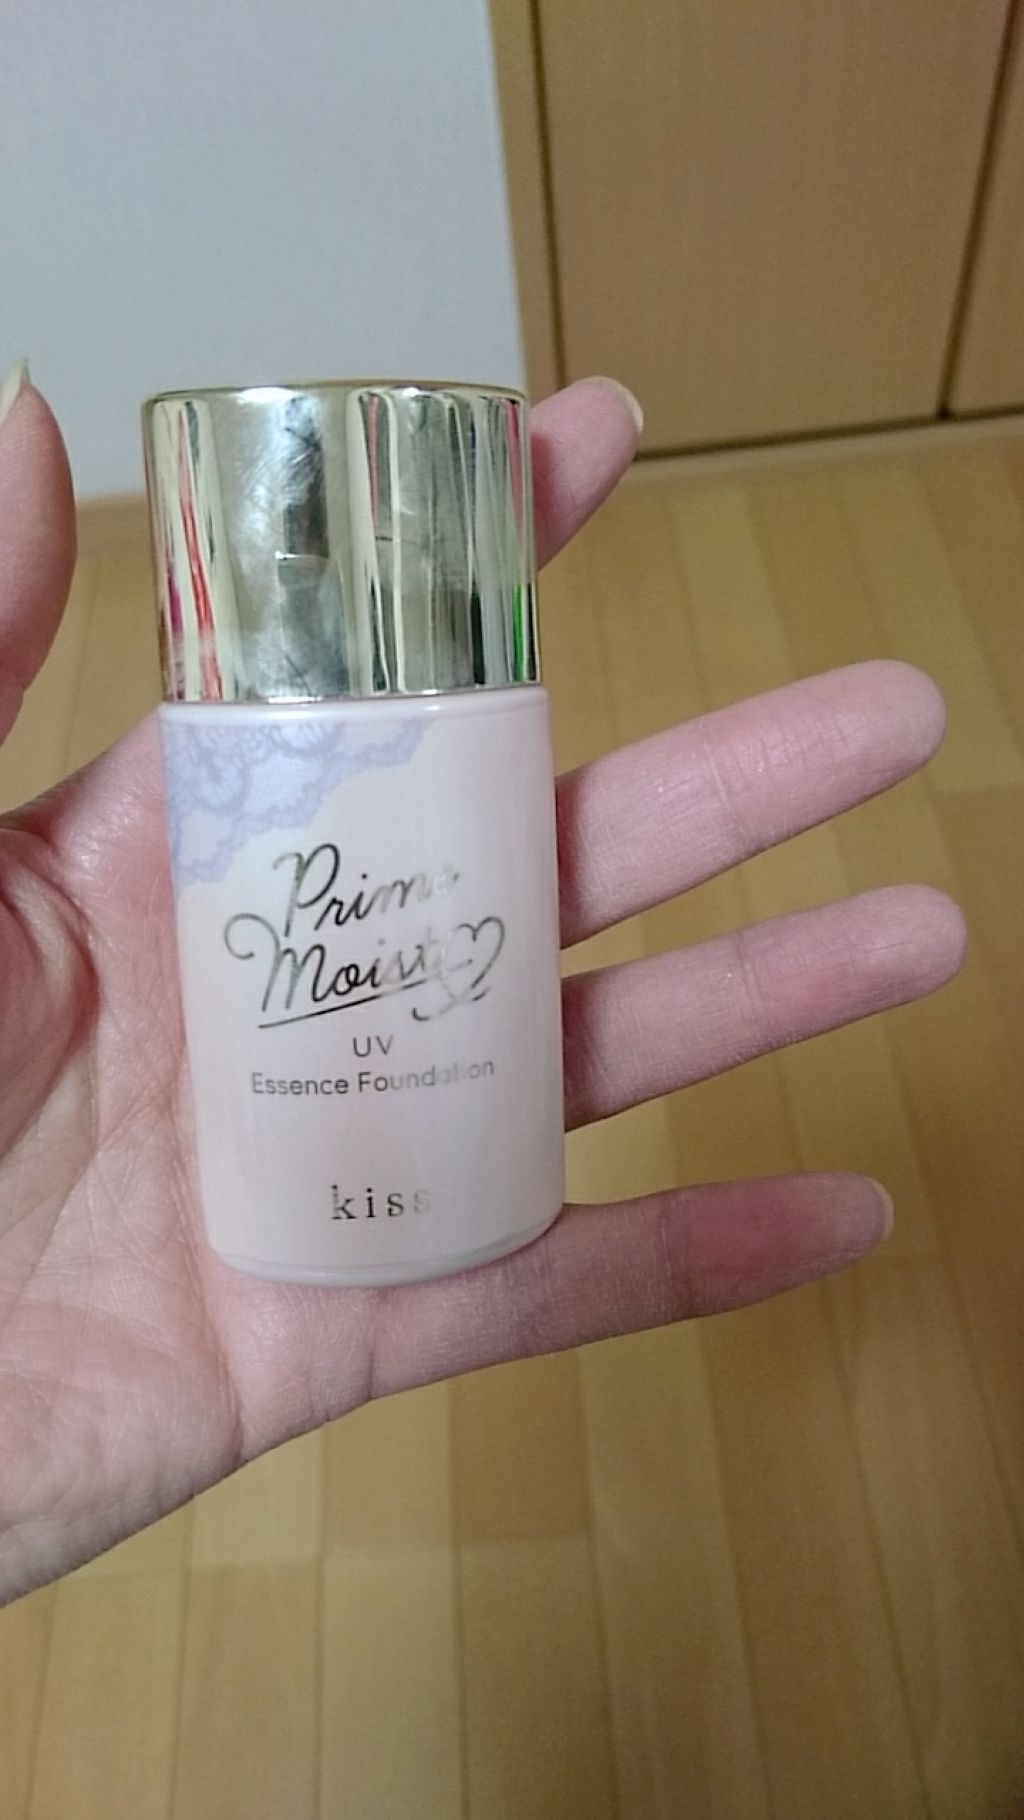 Prime
Moist
UV
Essence Foundation
kiss